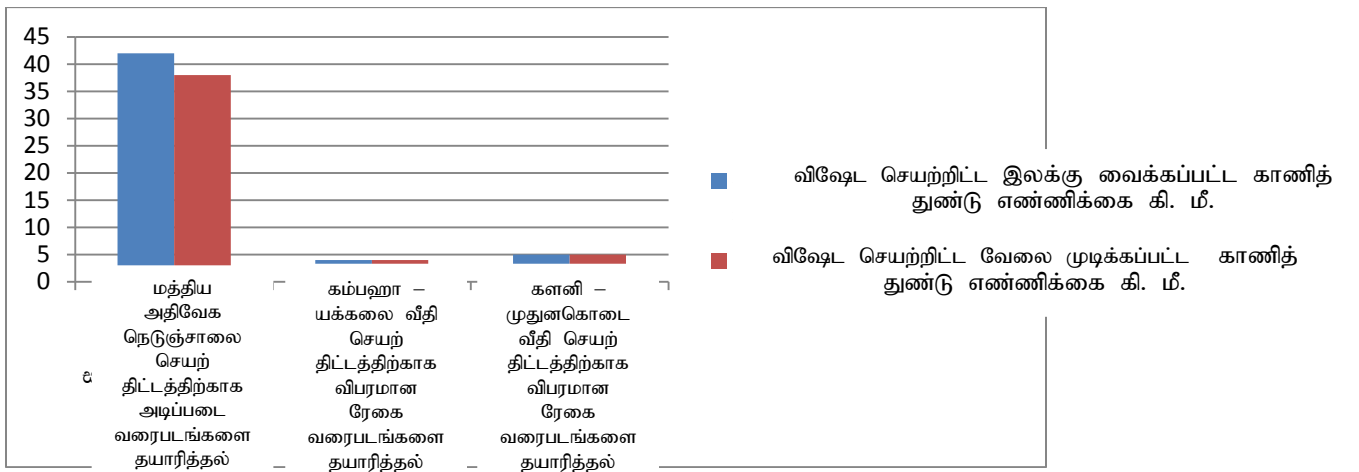 45
40
35
30
25
20
15
10
5
0
மத்திய
அதிவேக
நெடுஞ்சாலை
செயற்
திட்டத்திற்காக
அடிப்படை
வரைபடங்களை
தயாரித்தல்
கம்பஹா –
யக்கலை வீதி
செயற்
திட்டத்திற்காக
விபரமான
ரேகை
வரைபடங்களை
தயாரித்தல்
களனி –
முதுனகொடை
வீதி செயற்
திட்டத்திற்காக
விபரமான
ரேகை
வரைபடங்களை
தயாரித்தல்
விஷேட செயற்றிட்ட இலக்கு வைக்கப்பட்ட காணித்
துண்டு எண்ணிக்கை கி. மீ.
விஷேட செயற்றிட்ட வேலை முடிக்கப்பட்ட காணித்
துண்டு எண்ணிக்கை கி. மீ.